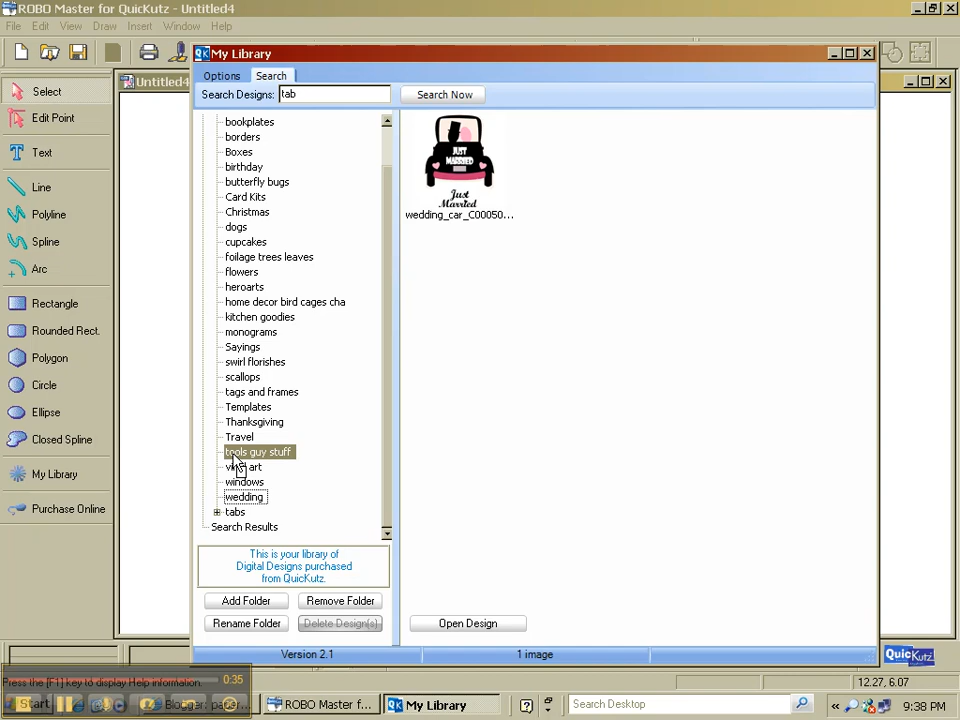 ROBO Master for QuicKutz - Untitled4
File Edit View Draw Insert Window Help
Untitled4
Select
Edit Point
Text
Line
Polyline
Spline
Arc
Rectangle
Rounded Rect.
Polygon
Circle
Ellipse
Closed Spline
My Library
Purchase Online
QK My Library
Options Search
Search Designs: tab Search Now
bookplates
borders
Boxes
birthday
butterfly bugs
Card Kits
Christmas
dogs
cupcakes
foilage trees leaves
flowers
heroarts
home decor bird cages cha
kitchen goodies
monograms
Sayings
swirl florishes
scallops
tags and frames
Templates
Thanksgiving
Travel
tools guy stuff
art
windows
wedding
tabs
Search Results
JUST
MARRIED
Just
Married
wedding_car_C00050...
This is your library of
Digital Designs purchased
from QuicKutz.
Add Folder Remove Folder
Rename Folder Delete Design(s)
Open Design
Version 2.1 1 image
QuicKutz
Press the [F1] key to display Help information. 0:35
12.27, 6.07
Start Blogger: paper ROBO Master f... My Library Search Desktop 9:38 PM